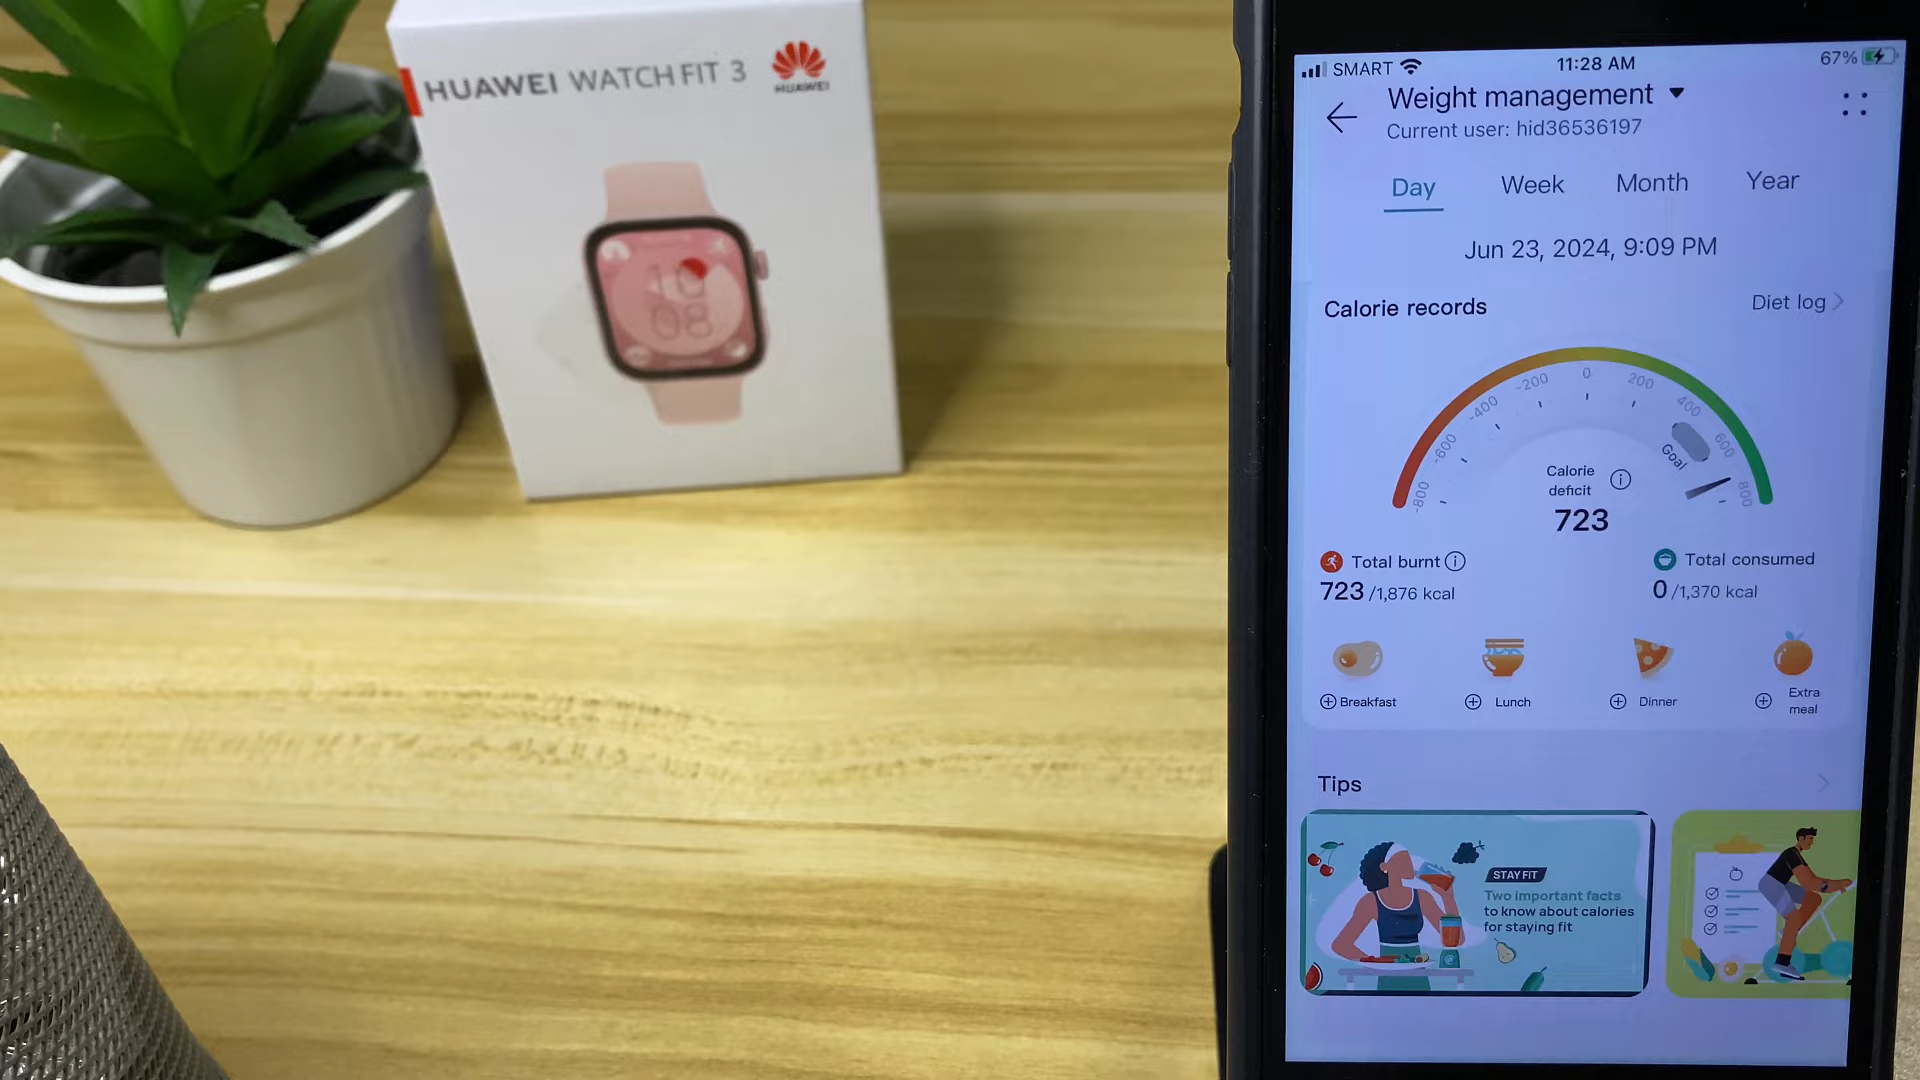 HUAWEI WATCH FIT 3
HUAWEI
10
08
SMART
11:28 AM
67%
Weight management
Current user: hid36536197
Day
Week
Month
Year
Jun 23, 2024, 9:09 PM
Calorie records
Diet log
-800
-600
-400
-200
0
200
400
600
800
Goal
Calorie
deficit
723
Total burnt
723 /1,876 kcal
Total consumed
0 /1,370 kcal
Breakfast
Lunch
Dinner
Extra
meal
Tips
STAY FIT
Two important facts
to know about calories
for staying fit